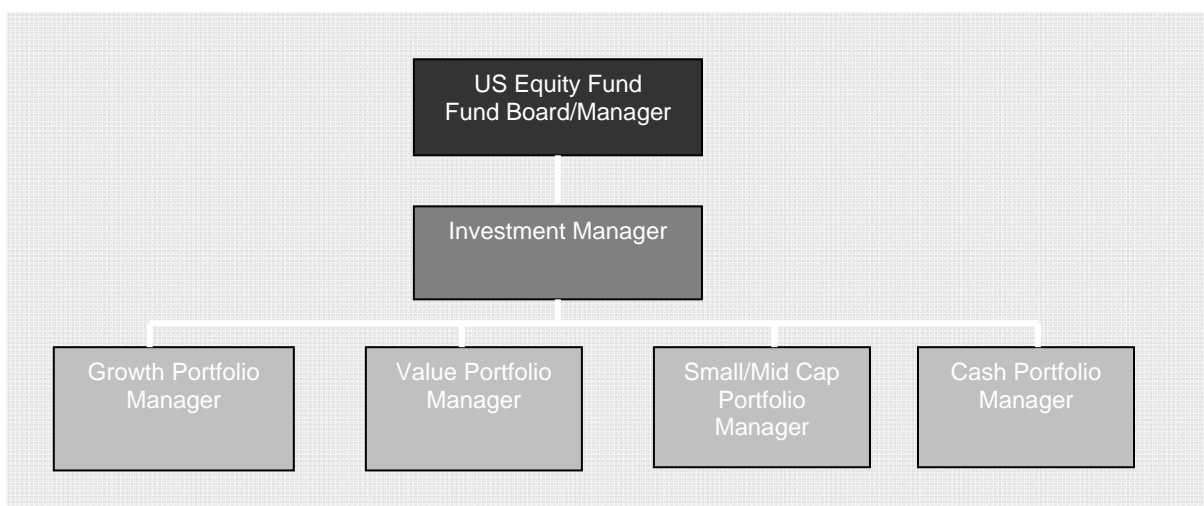 US Equity Fund
Fund Board/Manager
Investment Manager
Growth Portfolio
Manager
Value Portfolio
Manager
Small/Mid Cap
Portfolio
Manager
Cash Portfolio
Manager